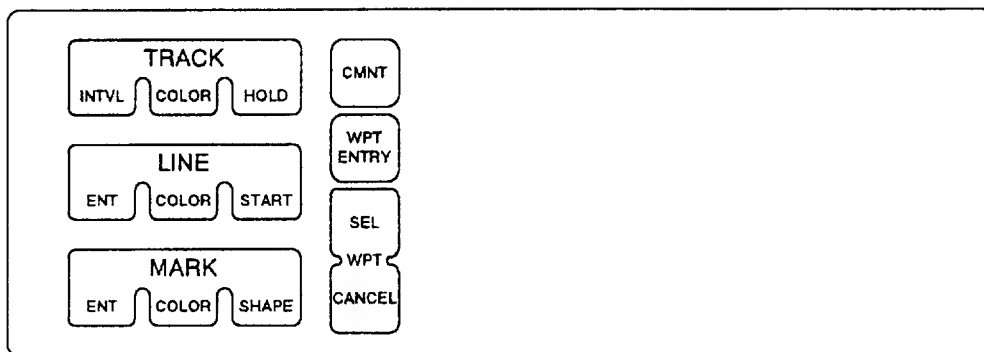 TRACK
INTVL COLOR HOLD
LINE
ENT COLOR START
MARK
ENT COLOR SHAPE
CMNT
WPT
ENTRY
SEL
WPT
CANCEL